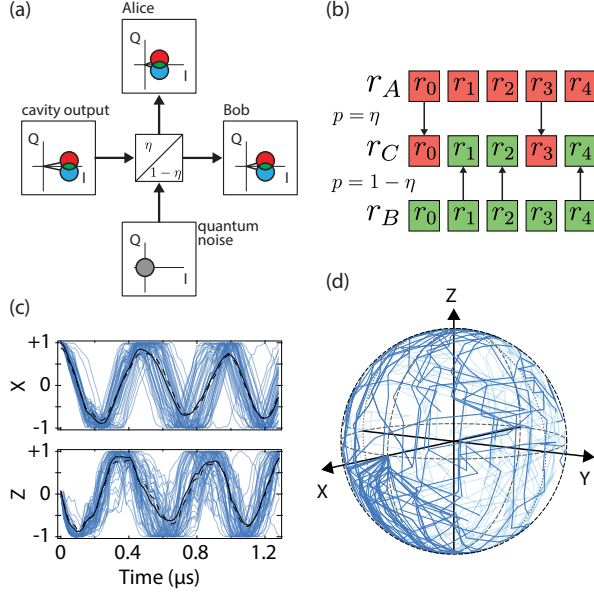 (a)
Alice
Q
I
cavity output
Q
I
η
1 − η
Bob
Q
I
quantum
noise
Q
I
(b)
r_A r_0 r_1 r_2 r_3 r_4
p = η
r_C r_0 r_1 r_2 r_3 r_4
p = 1 − η
r_B r_0 r_1 r_2 r_3 r_4
(c)
+1
X
0
-1
+1
Z
0
-1
0 0.4 0.8 1.2
Time (μs)
(d)
Z
X
Y